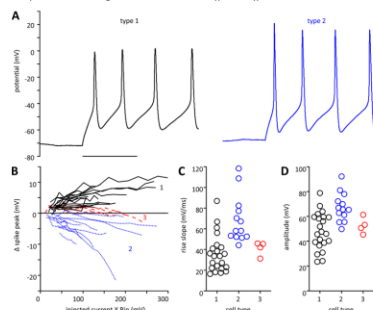 A
type 1
type 2
20
0
-20
-40
-60
-80
potential (mV)
B
10
0
-10
-20
Δ spike peak (mV)
1
3
2
0
100
200
300
injected current X Rin (mV)
C
120
100
80
60
40
20
0
rise slope (mV/ms)
1
2
3
cell type
D
100
80
60
40
20
0
amplitude (mV)
1
2
3
cell type